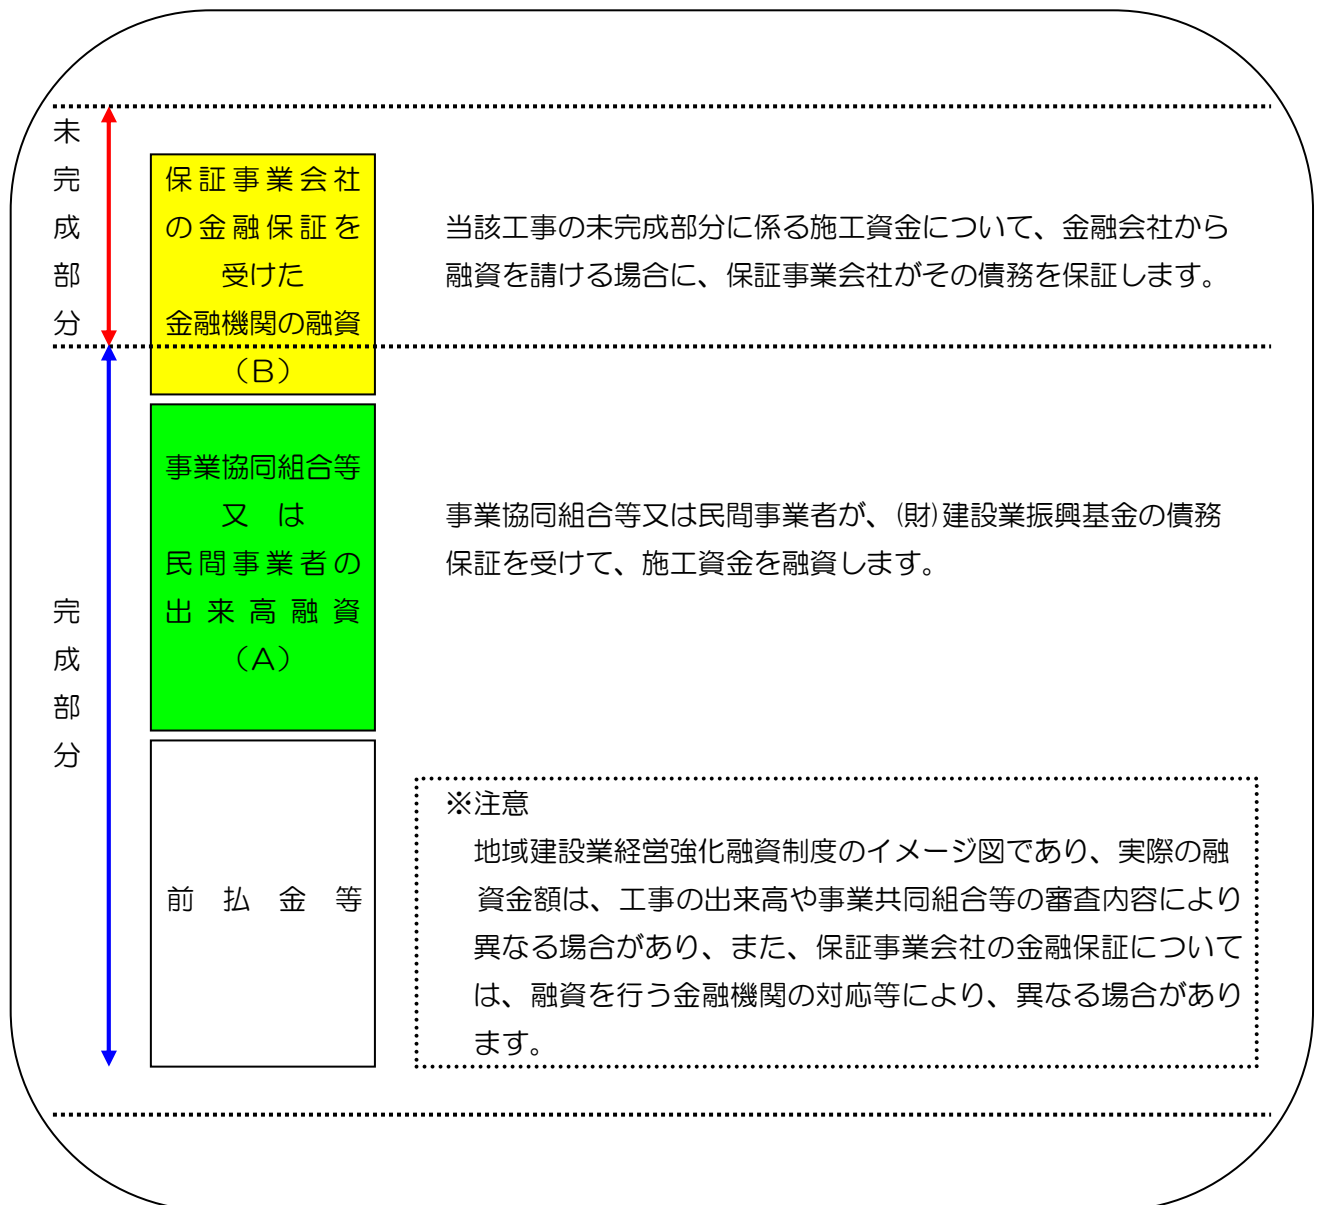 未完成部分
保証事業会社
の金融保証を
受けた
金融機関の融資
（B）
当該工事の未完成部分に係る施工資金について、金融会社から
融資を請ける場合に、保証事業会社がその債務を保証します。
完成部分
事業協同組合等
又　は
民間事業者の
出来高融資
（A）
事業協同組合等又は民間事業者が、(財)建設業振興基金の債務
保証を受けて、施工資金を融資します。
前　払　金　等
※注意
地域建設業経営強化融資制度のイメージ図であり、実際の融
資金額は、工事の出来高や事業共同組合等の審査内容により
異なる場合があり、また、保証事業会社の金融保証について
は、融資を行う金融機関の対応等により、異なる場合があり
ます。